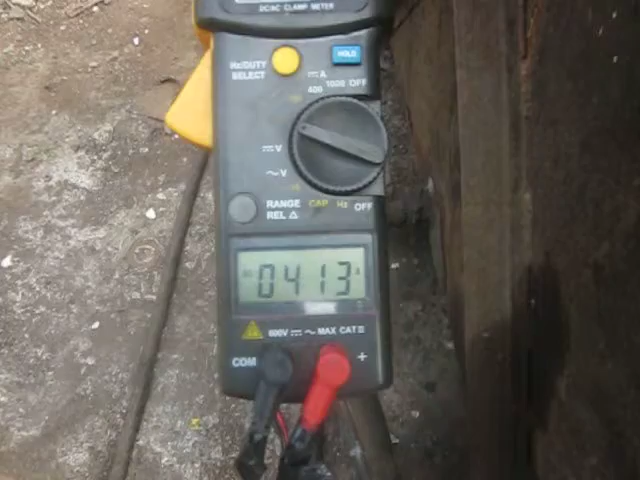 DC/AC CLAMP METER
Hz/DUTY
SELECT
HOLD
A
400 1000 OFF
V
~V
RANGE CAP Hz OFF
REL △
0413
600V ⎓ ~ MAX CAT II
COM +